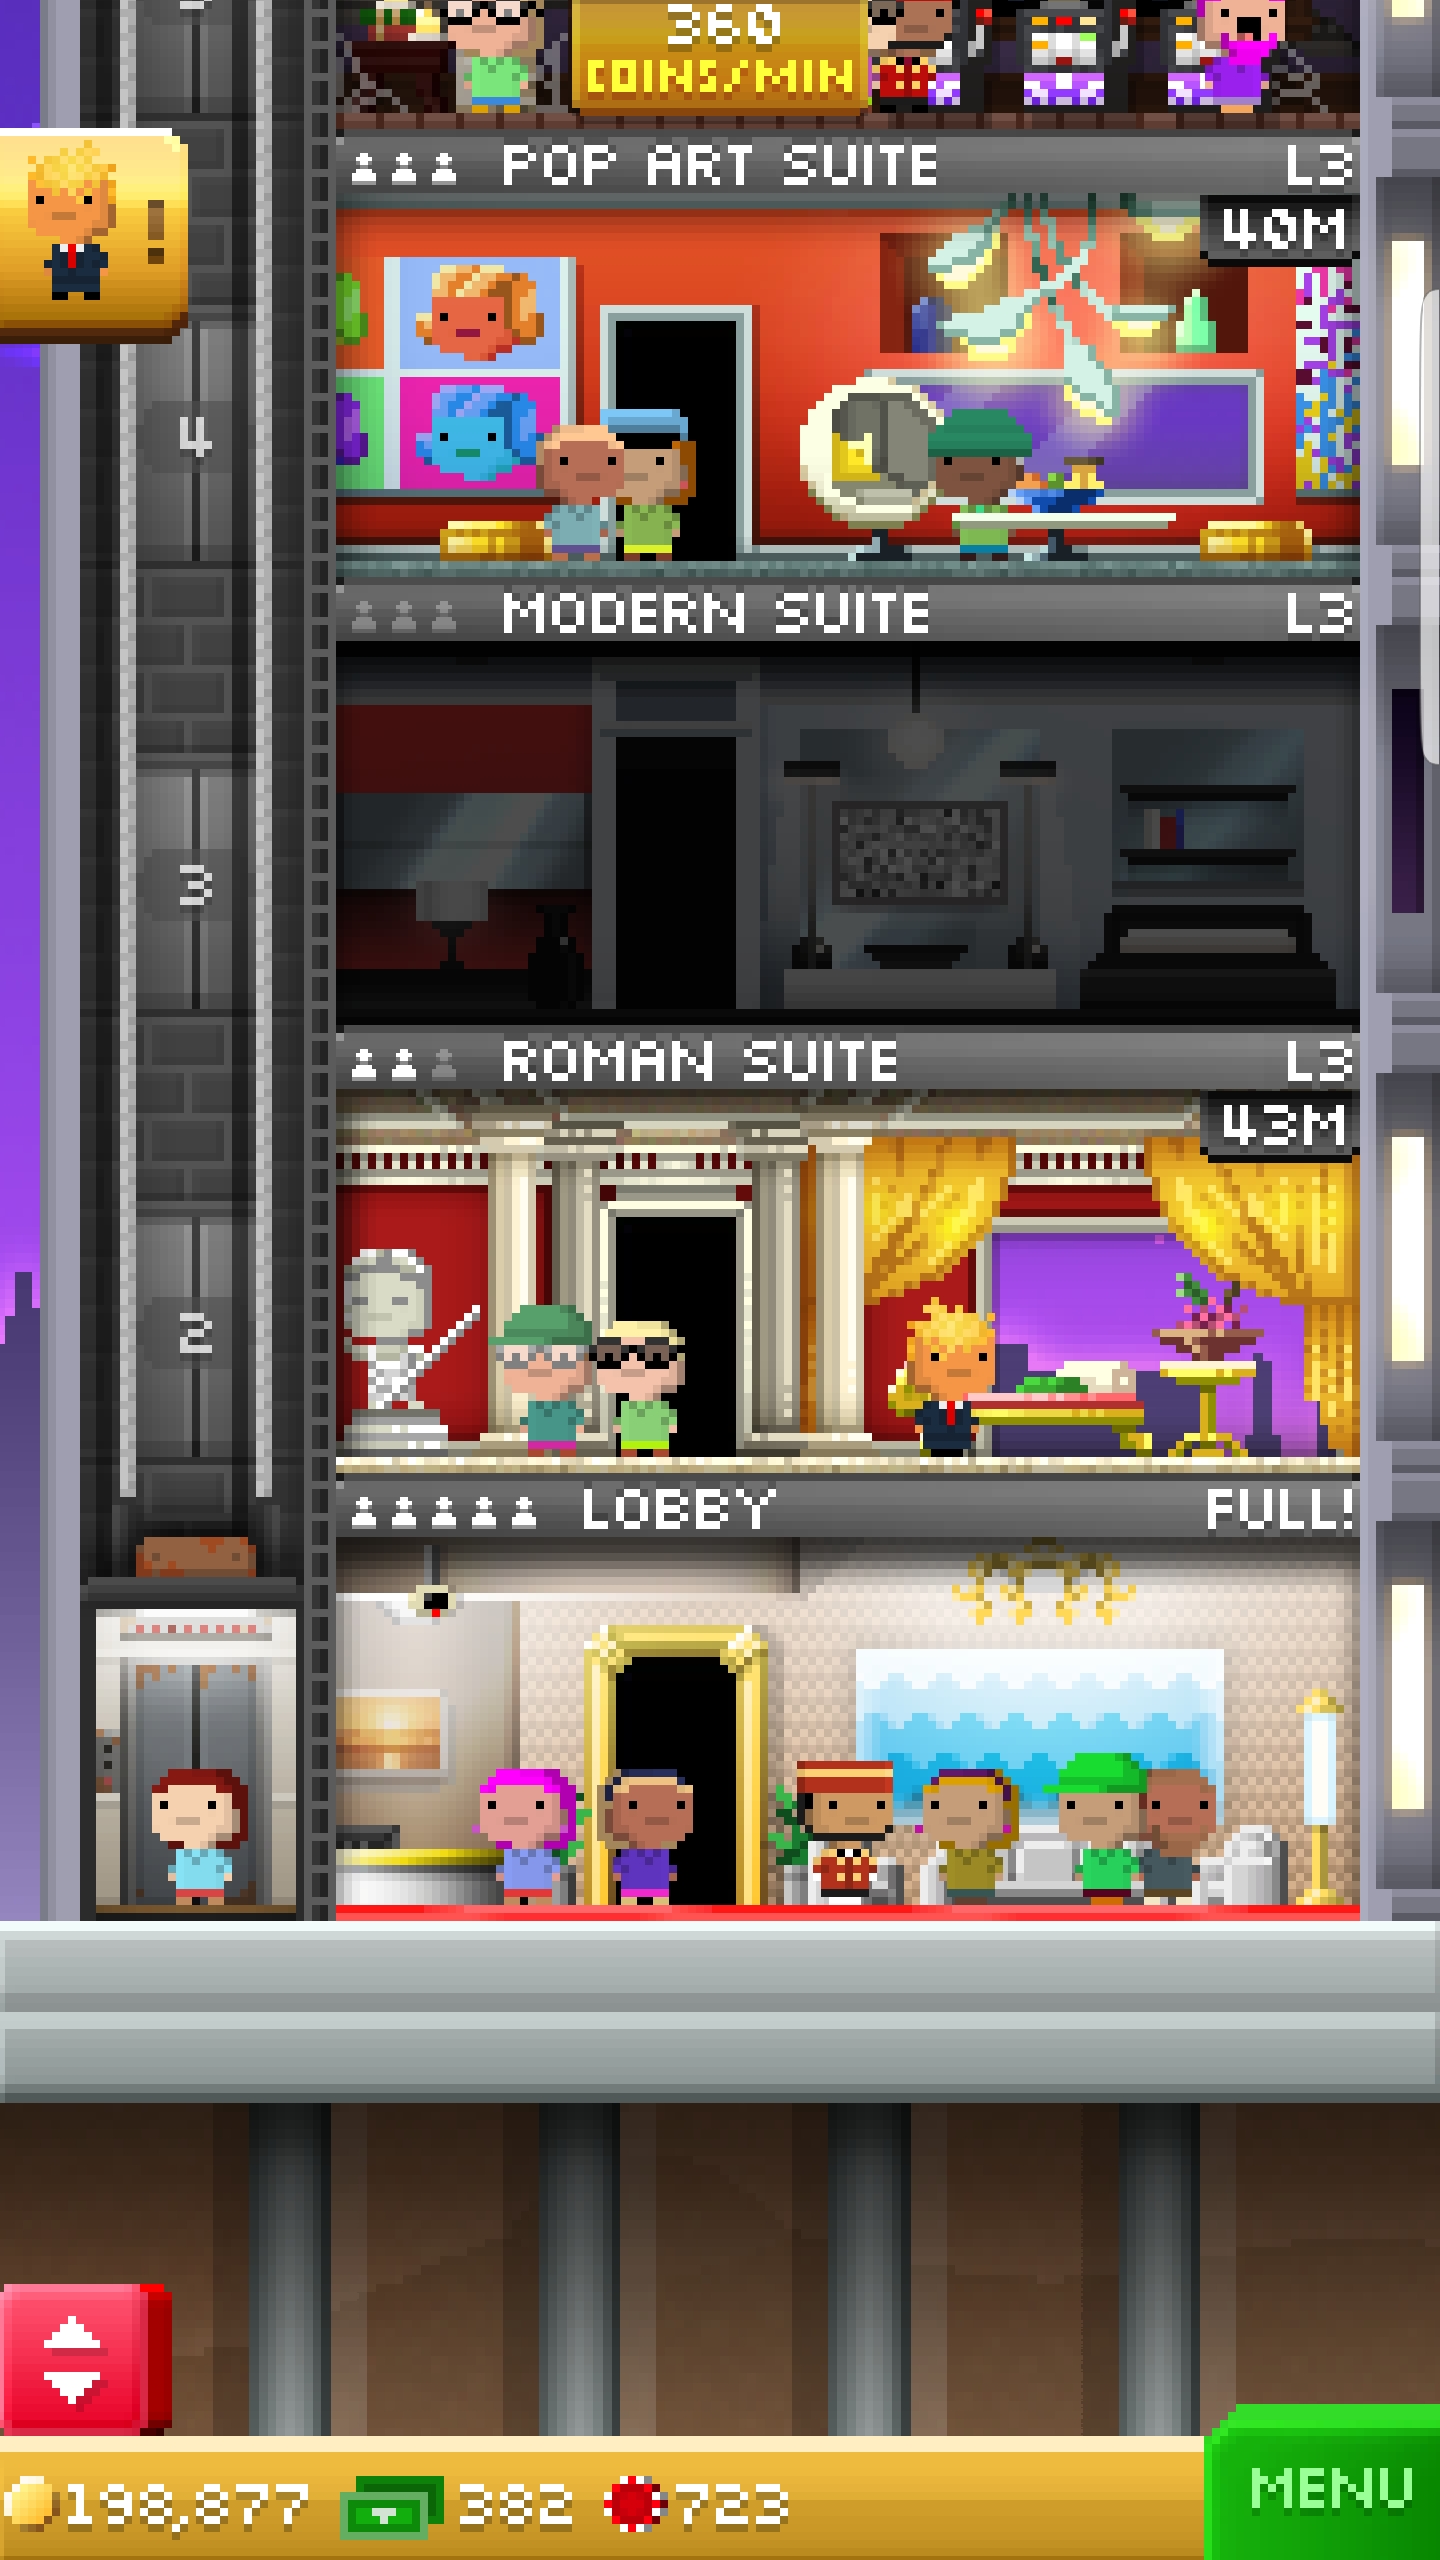 360
COINS/MIN
POP ART SUITE L3
40M
!
4
MODERN SUITE L3
3
ROMAN SUITE L3
43M
2
LOBBY FULL!
198,877 382 723
MENU